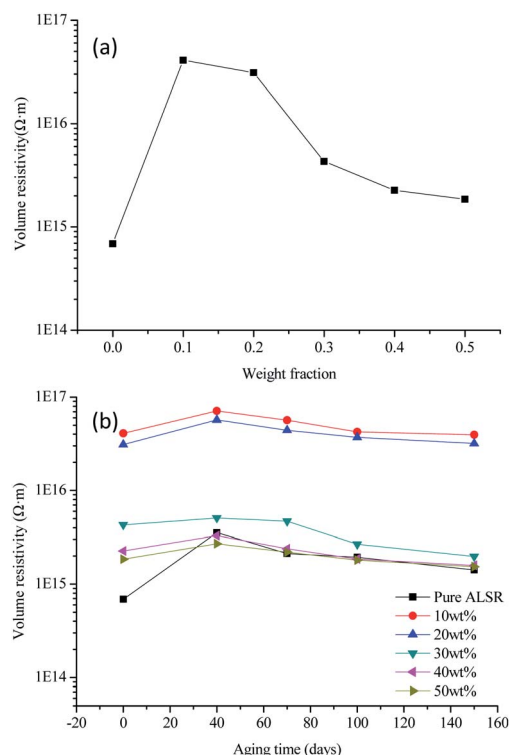 (a)
Volume resistivity(Ω·m)
1E17
1E16
1E15
1E14
0.0 0.1 0.2 0.3 0.4 0.5
Weight fraction
(b)
Volume resistivity (Ω·m)
1E17
1E16
1E15
1E14
Pure ALSR
10wt%
20wt%
30wt%
40wt%
50wt%
-20 0 20 40 60 80 100 120 140 160
Aging time (days)